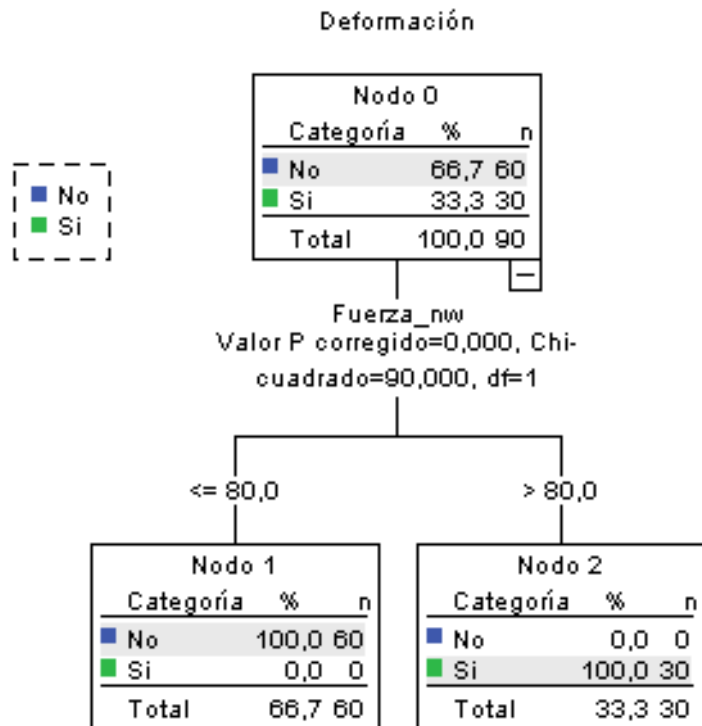 Deformación
Nodo 0
Categoría % n
No 66,7 60
Si 33,3 30
Total 100,0 90
No
Si
Fuerza_nw
Valor P corregido=0,000, Chi-
cuadrado=90,000, df=1
<= 80,0
> 80,0
Nodo 1
Categoría % n
No 100,0 60
Si 0,0 0
Total 66,7 60
Nodo 2
Categoría % n
No 0,0 0
Si 100,0 30
Total 33,3 30